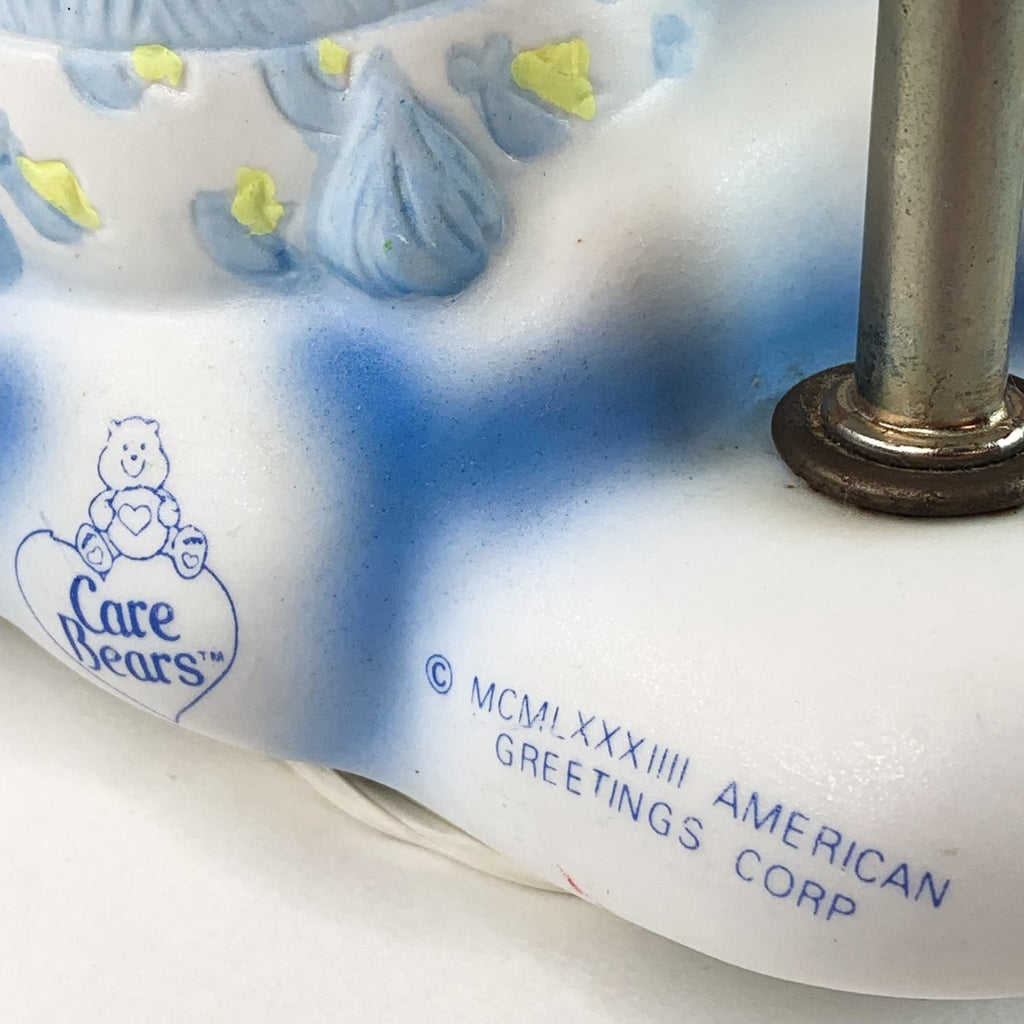 Care
Bears™
© MCMLXXXIIII AMERICAN
GREETINGS CORP